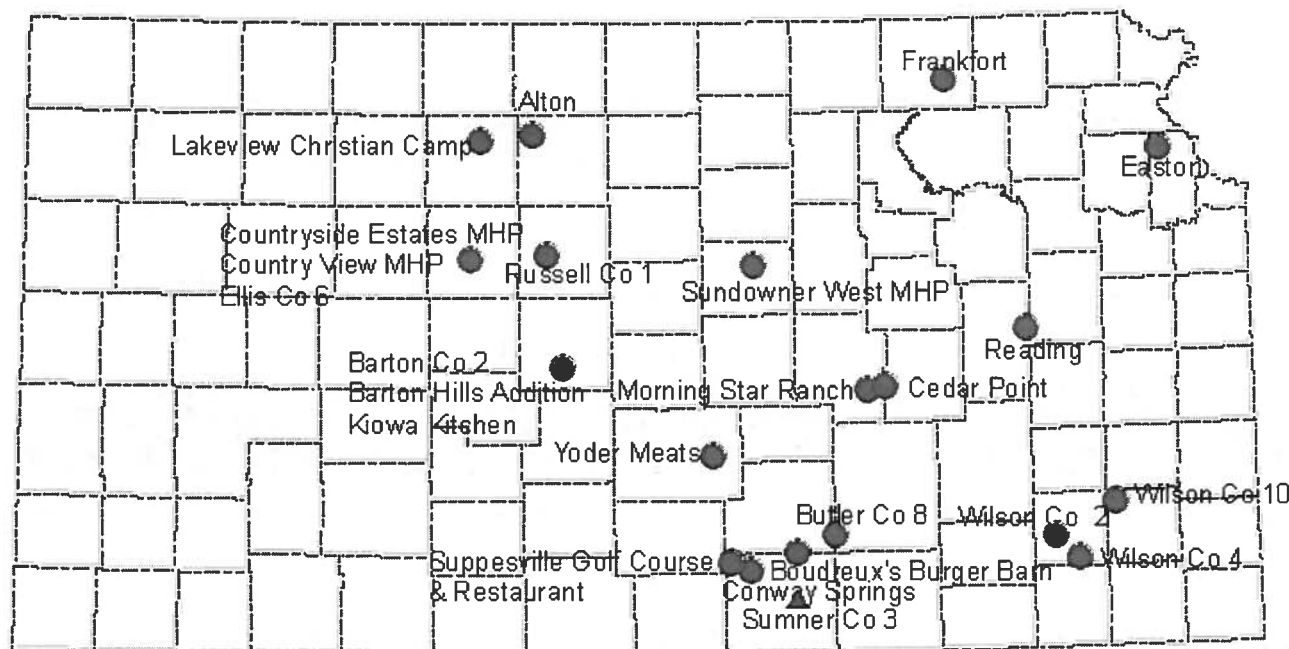 Frankfort
Alton
Lakeview Christian Camp
Easton
Countryside Estates MHP
Country View MHP
Ellis Co 6
Russell Co 1
Sundowner West MHP
Reading
Barton Co 2
Barton Hills Addition
Kiowa Kitchen
Morning Star Ranch
Cedar Point
Yoder Meats
Wilson Co 10
Butler Co 8
Wilson Co 2
Suppesville Golf Course
& Restaurant
Boudreux's Burger Barn
Wilson Co 4
Conway Springs
Sumner Co 3